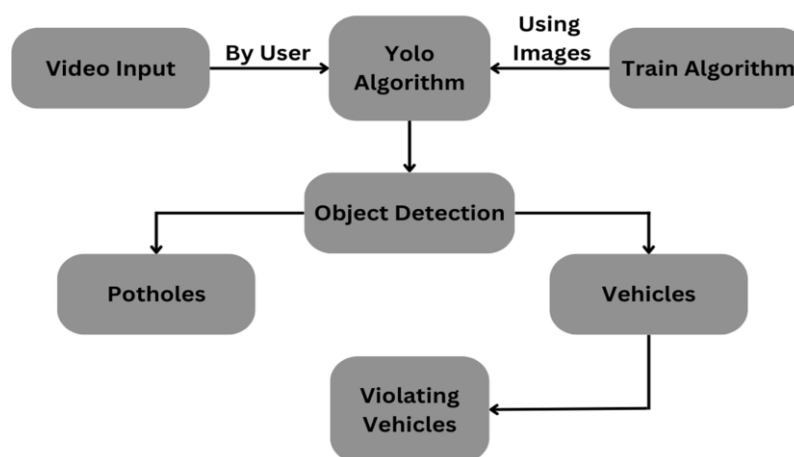 Video Input
By User
Yolo
Algorithm
Using
Images
Train Algorithm
Object Detection
Potholes
Vehicles
Violating
Vehicles